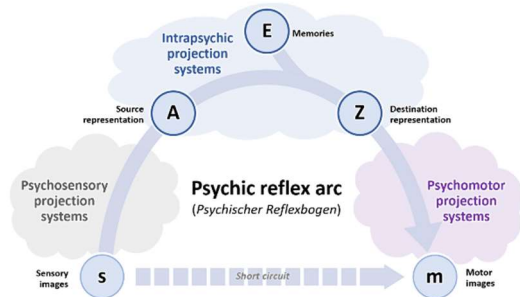 E
Memories
Intrapsychic
projection
systems
Source
representation
A
Z
Destination
representation
Psychosensory
projection
systems
Psychic reflex arc
(Psychischer Reflexbogen)
Psychomotor
projection
systems
Sensory
images
s
Short circuit
m
Motor
images